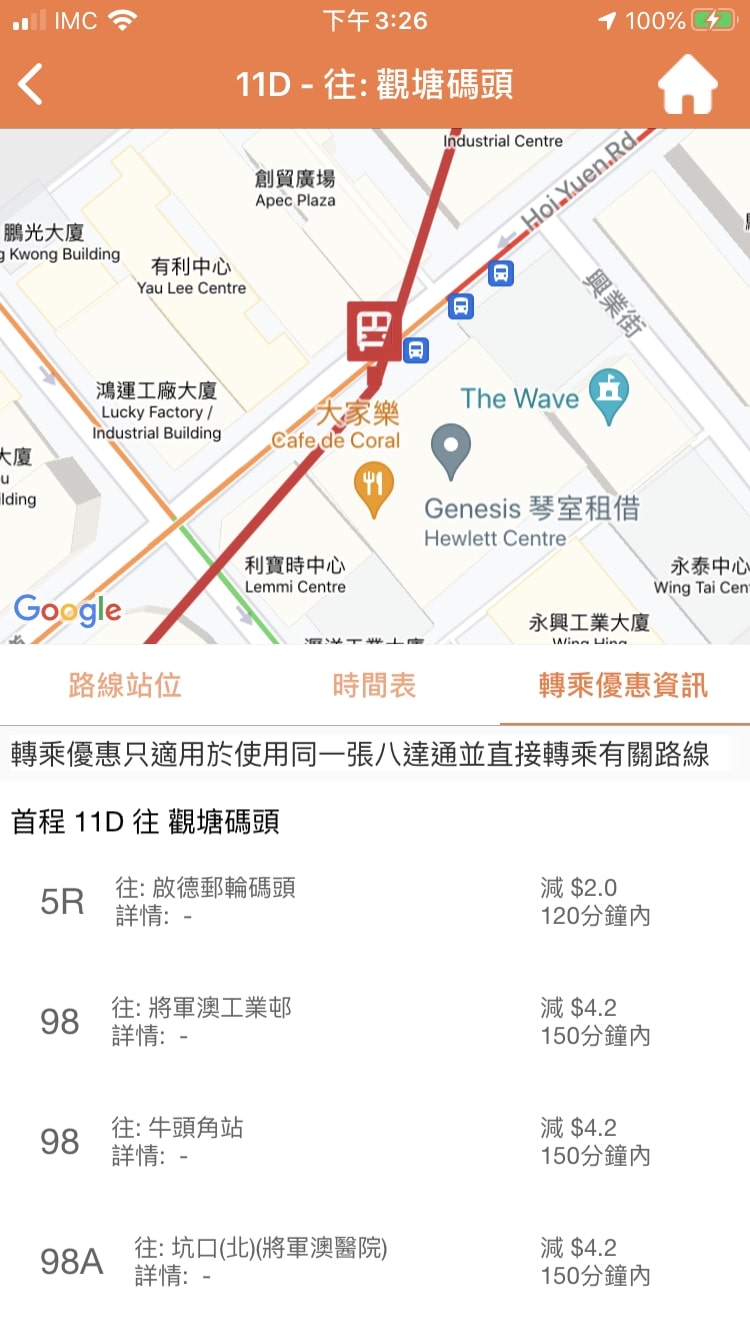 IMC
下午3:26
100%
11D - 往: 觀塘碼頭
Industrial Centre
Hoi Yuen Rd
創貿廣場
Apec Plaza
鵬光大廈
g Kwong Building
有利中心
Yau Lee Centre
興業街
鴻運工廠大廈
Lucky Factory /
Industrial Building
The Wave
大家樂
Cafe de Coral
大廈
u
lding
Genesis 琴室租借
Hewlett Centre
利寶時中心
Lemmi Centre
永泰中心
Wing Tai Cen
Google
永興工業大廈
Wing Hing
路線站位
時間表
轉乘優惠資訊
轉乘優惠只適用於使用同一張八達通並直接轉乘有關路線
首程 11D 往 觀塘碼頭
5R
往: 啟德郵輪碼頭
詳情: -
減 $2.0
120分鐘內
98
往: 將軍澳工業邨
詳情: -
減 $4.2
150分鐘內
98
往: 牛頭角站
詳情: -
減 $4.2
150分鐘內
98A
往: 坑口(北)(將軍澳醫院)
詳情: -
減 $4.2
150分鐘內